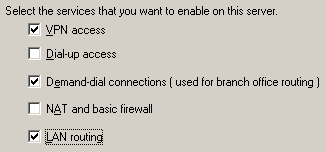 Select the services that you want to enable on this server.
VPN access
Dial-up access
Demand-dial connections ( used for branch office routing )
NAT and basic firewall
LAN routing